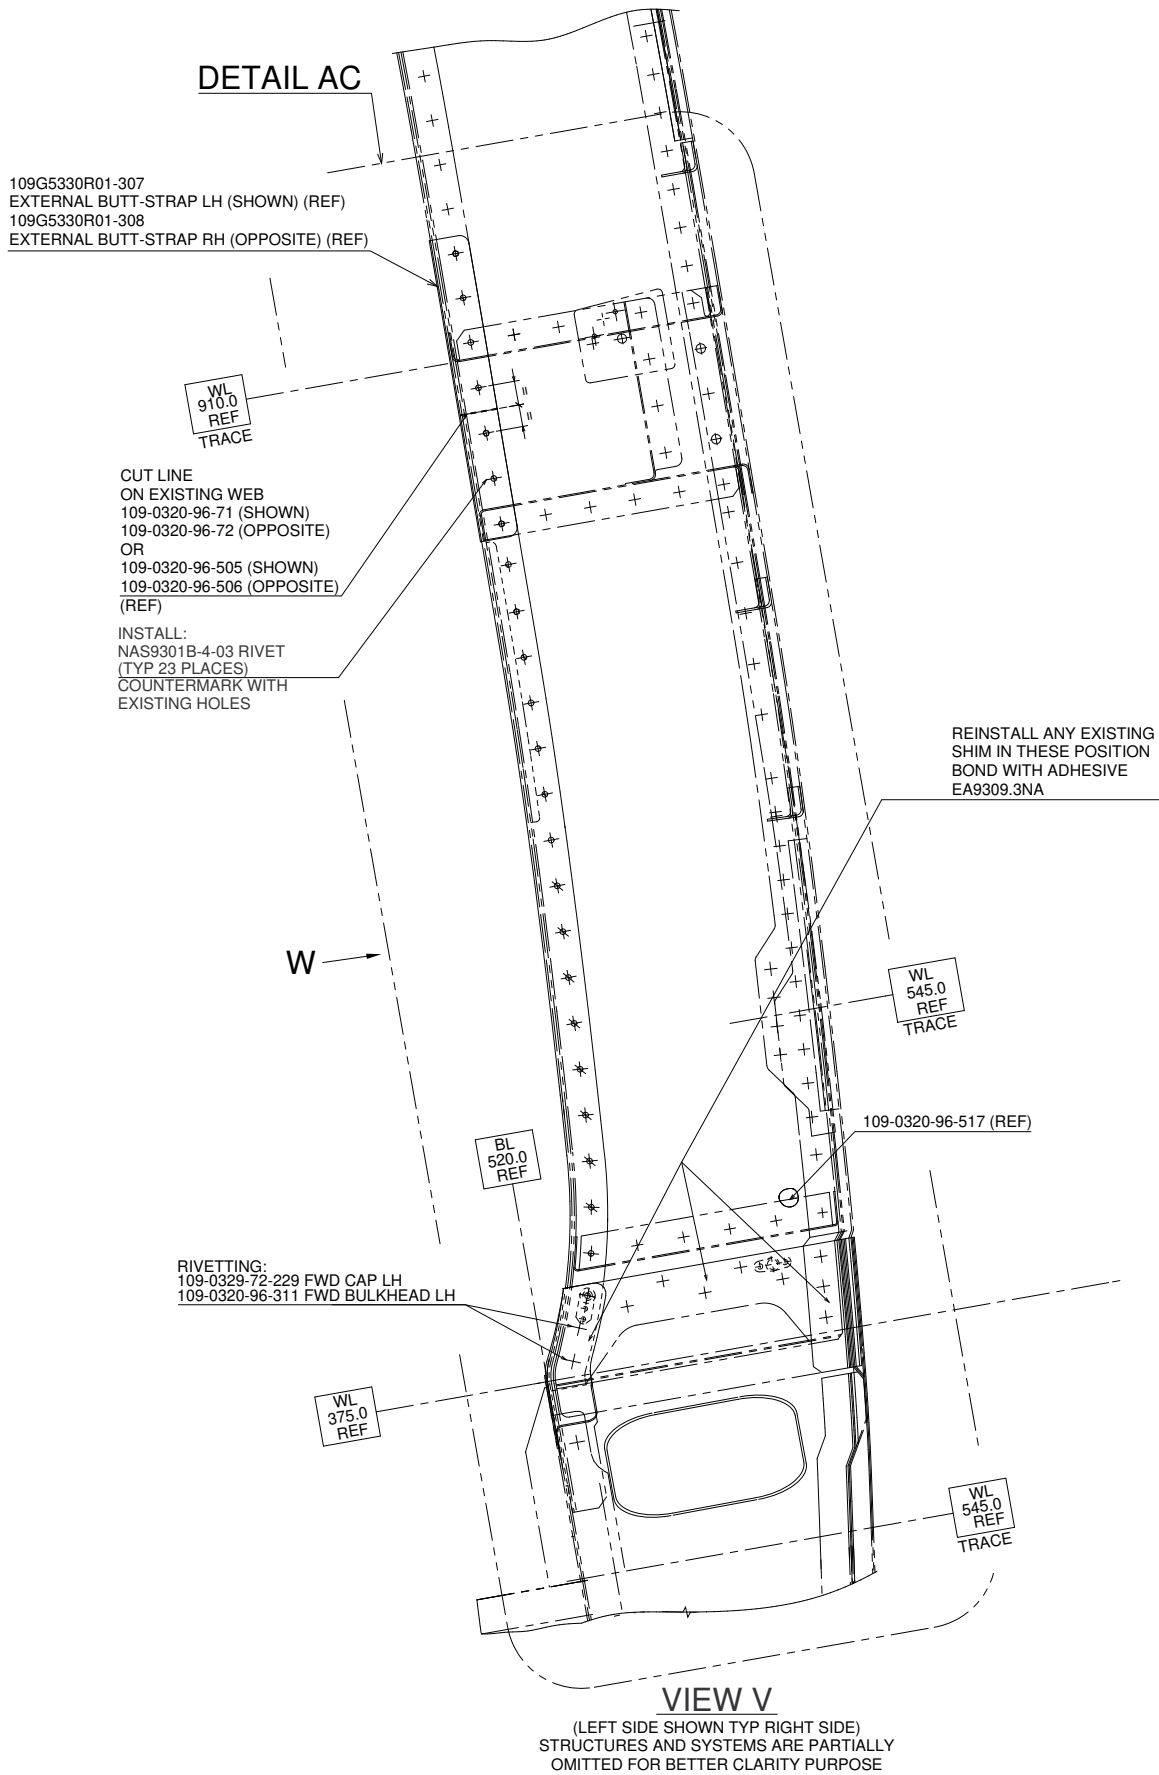 DETAIL AC
109G5330R01-307
EXTERNAL BUTT-STRAP LH (SHOWN) (REF)
109G5330R01-308
EXTERNAL BUTT-STRAP RH (OPPOSITE) (REF)
WL
910.0
REF
TRACE
CUT LINE
ON EXISTING WEB
109-0320-96-71 (SHOWN)
109-0320-96-72 (OPPOSITE)
OR
109-0320-96-505 (SHOWN)
109-0320-96-506 (OPPOSITE)
(REF)
INSTALL:
NAS9301B-4-03 RIVET
(TYP 23 PLACES)
COUNTERMARK WITH
EXISTING HOLES
REINSTALL ANY EXISTING
SHIM IN THESE POSITION
BOND WITH ADHESIVE
EA9309.3NA
W
WL
545.0
REF
TRACE
109-0320-96-517 (REF)
BL
520.0
REF
RIVETTING:
109-0329-72-229 FWD CAP LH
109-0320-96-311 FWD BULKHEAD LH
WL
375.0
REF
WL
545.0
REF
TRACE
VIEW V
(LEFT SIDE SHOWN TYP RIGHT SIDE)
STRUCTURES AND SYSTEMS ARE PARTIALLY
OMITTED FOR BETTER CLARITY PURPOSE